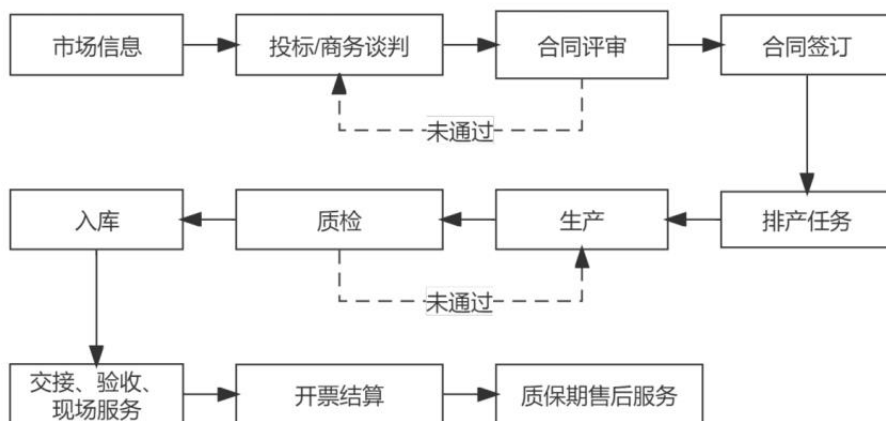 市场信息
投标/商务谈判
合同评审
合同签订
未通过
入库
质检
生产
排产任务
未通过
交接、验收、
现场服务
开票结算
质保期售后服务